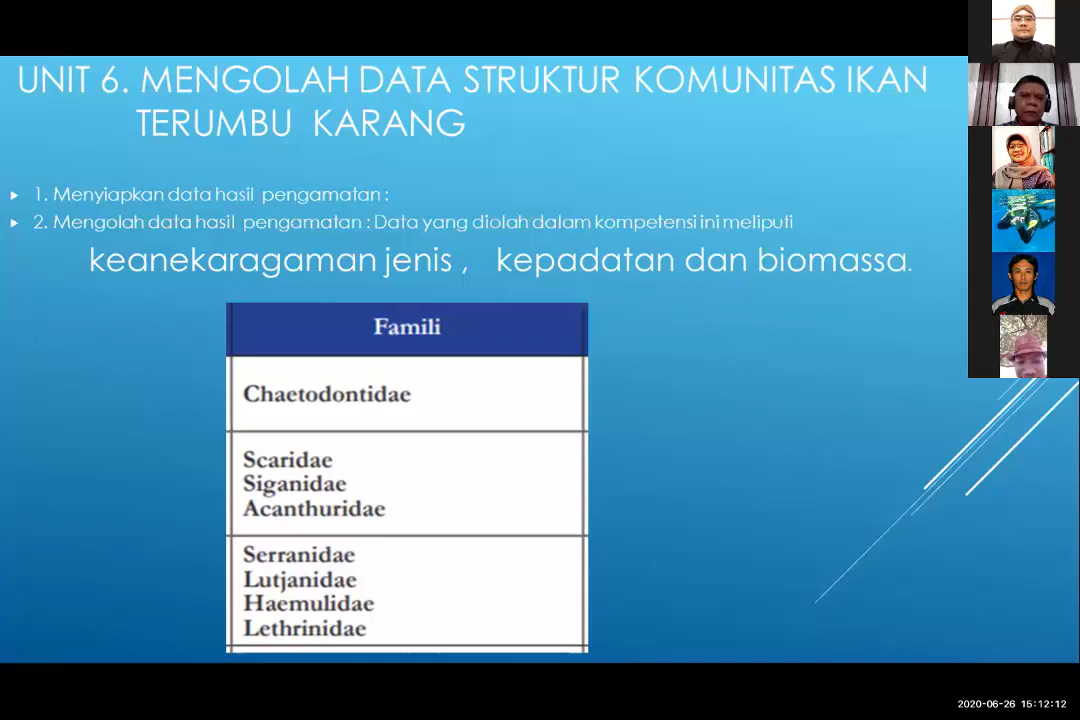 UNIT 6. MENGOLAH DATA STRUKTUR KOMUNITAS IKAN
TERUMBU KARANG
1. Menyiapkan data hasil pengamatan :
2. Mengolah data hasil pengamatan : Data yang diolah dalam kompetensi ini meliputi
keanekaragaman jenis , kepadatan dan biomassa.
Famili
Chaetodontidae
Scaridae
Siganidae
Acanthuridae
Serranidae
Lutjanidae
Haemulidae
Lethrinidae
2020-06-26 15:12:12